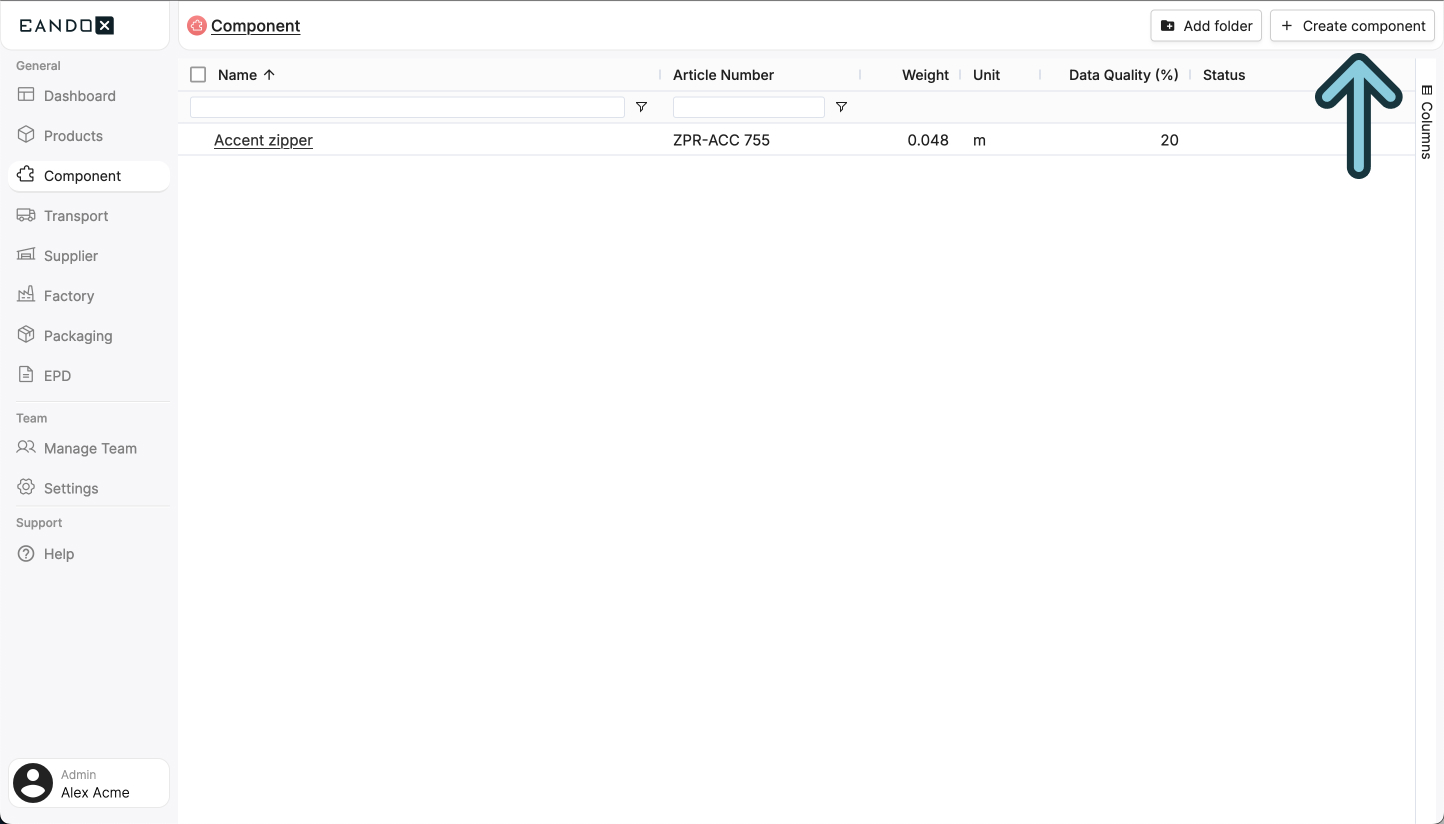 EANDOX
Component
Add folder
+ Create component
General
Dashboard
Products
Component
Transport
Supplier
Factory
Packaging
EPD
Team
Manage Team
Settings
Support
Help
Admin
Alex Acme
Name ↑ Article Number Weight Unit Data Quality (%) Status
Accent zipper ZPR-ACC 755 0.048 m 20
Columns